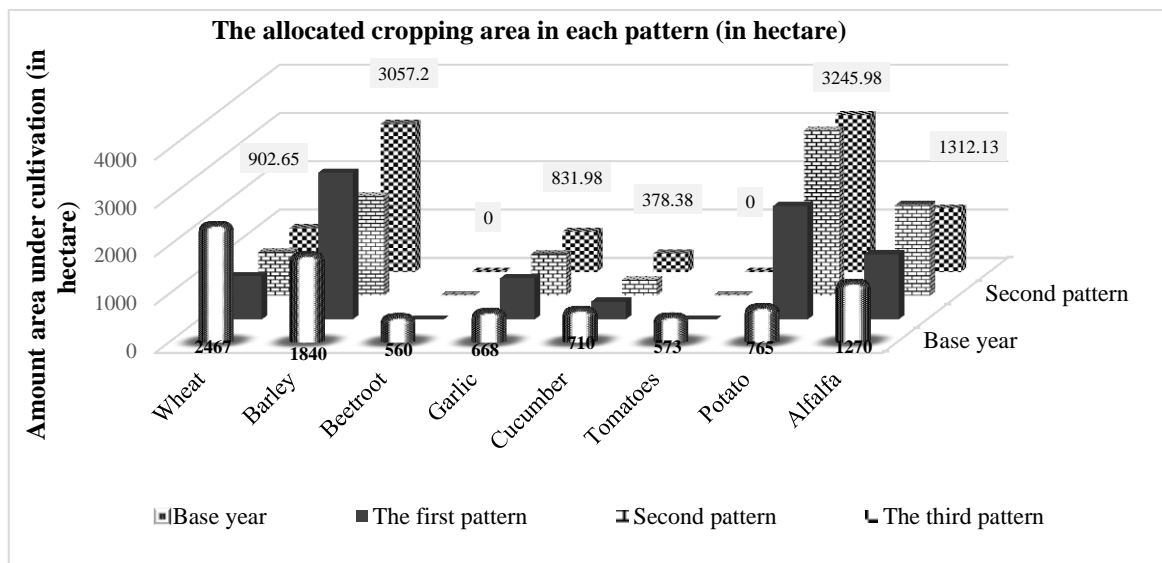 The allocated cropping area in each pattern (in hectare)
Amount area under cultivation (in
hectare)
4000
3000
2000
1000
0
902.65
3057.2
0
831.98
378.38
0
3245.98
1312.13
2467
1840
560
668
710
573
765
1270
Wheat
Barley
Beetroot
Garlic
Cucumber
Tomatoes
Potato
Alfalfa
Second pattern
Base year
Base year
The first pattern
Second pattern
The third pattern